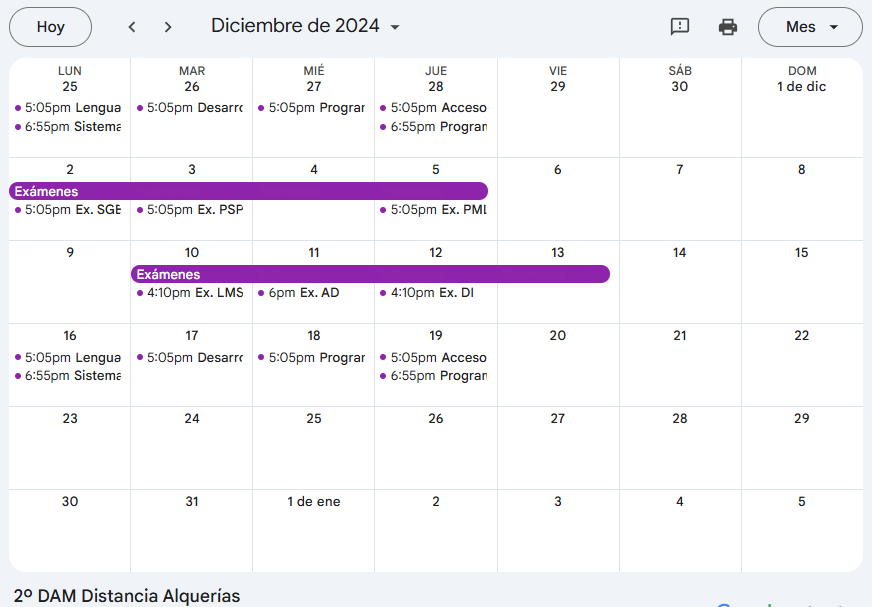 Hoy Diciembre de 2024 Mes
LUN MAR MIÉ JUE VIE SÁB DOM
25 26 27 28 29 30 1 de dic
5:05pm Lengua 5:05pm Desarro 5:05pm Program 5:05pm Acceso
6:55pm Sistema 6:55pm Program
2 3 4 5 6 7 8
Exámenes
5:05pm Ex. SGE 5:05pm Ex. PSP 5:05pm Ex. PMD
9 10 11 12 13 14 15
Exámenes
4:10pm Ex. LMS 6pm Ex. AD 4:10pm Ex. DI
16 17 18 19 20 21 22
5:05pm Lengua 5:05pm Desarro 5:05pm Program 5:05pm Acceso
6:55pm Sistema 6:55pm Program
23 24 25 26 27 28 29
30 31 1 de ene 2 3 4 5
2º DAM Distancia Alquerías